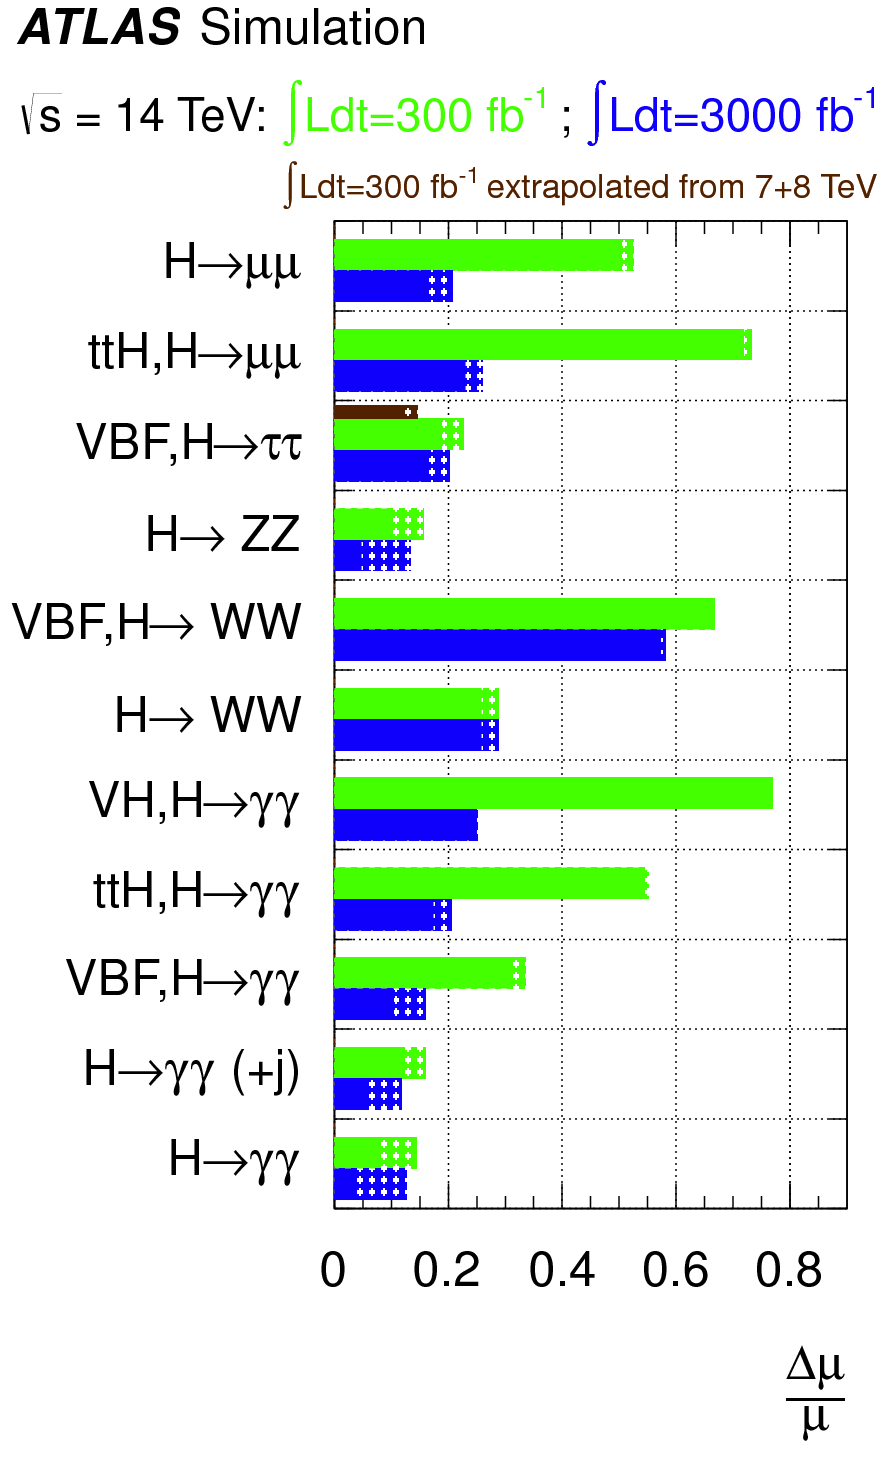 ATLAS Simulation
√s = 14 TeV: ∫Ldt=300 fb⁻¹ ; ∫Ldt=3000 fb⁻¹
∫Ldt=300 fb⁻¹ extrapolated from 7+8 TeV
H→μμ
ttH,H→μμ
VBF,H→ττ
H→ ZZ
VBF,H→ WW
H→ WW
VH,H→γγ
ttH,H→γγ
VBF,H→γγ
H→γγ (+j)
H→γγ
0 0.2 0.4 0.6 0.8
Δμ
μ